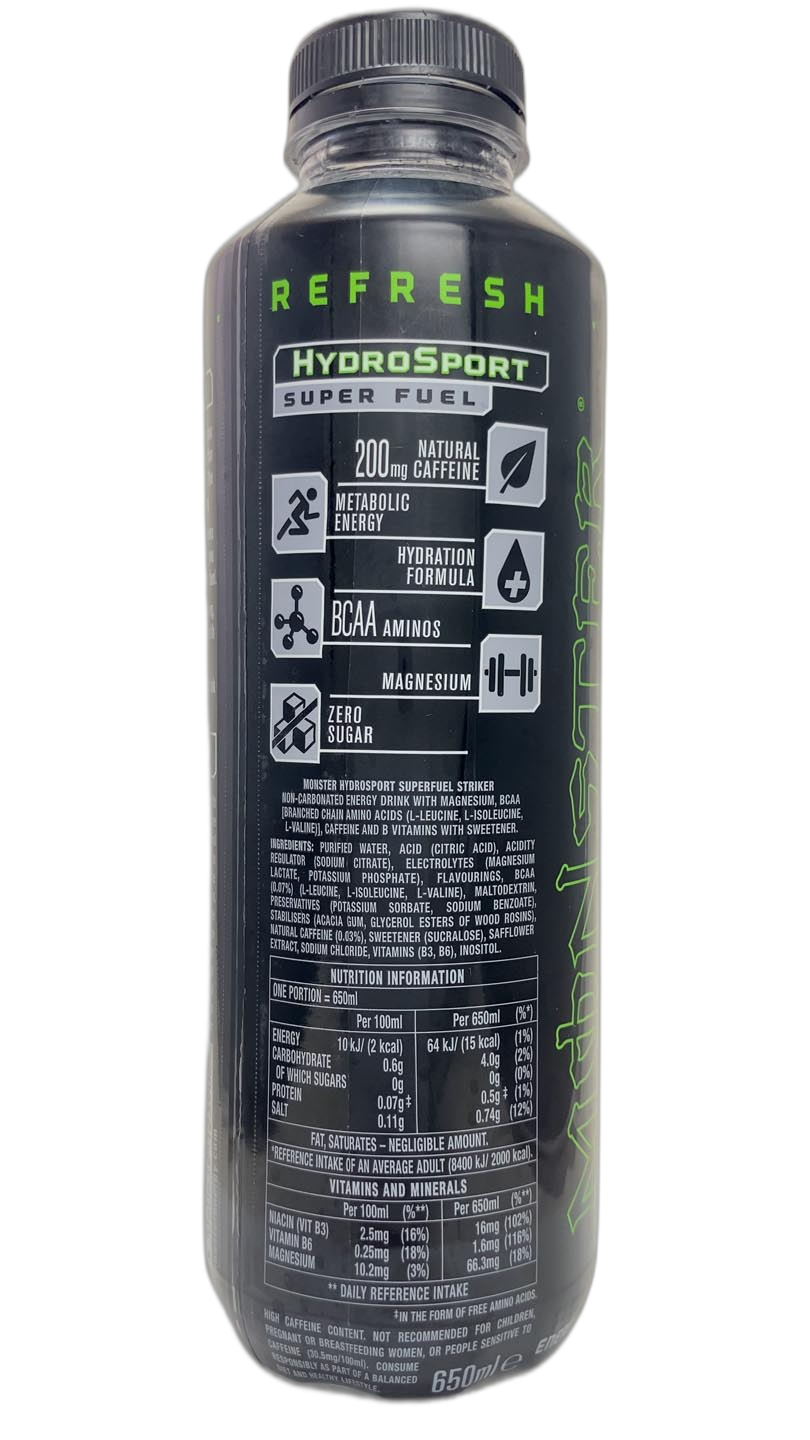 REFRESH
HYDROSPORT
SUPER FUEL
200mg NATURAL CAFFEINE
METABOLIC
ENERGY
HYDRATION
FORMULA
BCAA AMINOS
MAGNESIUM
ZERO
SUGAR
MONSTER HYDROSPORT SUPERFUEL STRIKER
NON-CARBONATED ENERGY DRINK WITH MAGNESIUM, BCAA
[BRANCHED CHAIN AMINO ACIDS (L-LEUCINE, L-ISOLEUCINE,
L-VALINE)], CAFFEINE AND B VITAMINS WITH SWEETENER.
INGREDIENTS: PURIFIED WATER, ACID (CITRIC ACID), ACIDITY
REGULATOR (SODIUM CITRATE), ELECTROLYTES (MAGNESIUM
LACTATE, POTASSIUM PHOSPHATE), FLAVOURINGS, BCAA
(0.07%) (L-LEUCINE, L-ISOLEUCINE, L-VALINE), MALTODEXTRIN,
PRESERVATIVES (POTASSIUM SORBATE, SODIUM BENZOATE),
STABILISERS (ACACIA GUM, GLYCEROL ESTERS OF WOOD ROSINS),
NATURAL CAFFEINE (0.03%), SWEETENER (SUCRALOSE), SAFFLOWER
EXTRACT, SODIUM CHLORIDE, VITAMINS (B3, B6), INOSITOL.
NUTRITION INFORMATION
ONE PORTION = 650ml
Per 100ml Per 650ml (%*)
ENERGY 10 kJ/ (2 kcal) 64 kJ/ (15 kcal) (1%)
CARBOHYDRATE 0.6g 4.0g (2%)
OF WHICH SUGARS 0g 0g (0%)
PROTEIN 0.07g‡ 0.5g‡ (1%)
SALT 0.11g 0.74g (12%)
FAT, SATURATES – NEGLIGIBLE AMOUNT.
*REFERENCE INTAKE OF AN AVERAGE ADULT (8400 kJ/ 2000 kcal).
VITAMINS AND MINERALS
Per 100ml (%**) Per 650ml (%**)
NIACIN (VIT B3) 2.5mg (16%) 16mg (102%)
VITAMIN B6 0.25mg (18%) 1.6mg (116%)
MAGNESIUM 10.2mg (3%) 66.3mg (18%)
** DAILY REFERENCE INTAKE
‡IN THE FORM OF FREE AMINO ACIDS.
HIGH CAFFEINE CONTENT. NOT RECOMMENDED FOR CHILDREN,
PREGNANT OR BREASTFEEDING WOMEN, OR PEOPLE SENSITIVE TO
CAFFEINE (30.5mg/100ml). CONSUME
RESPONSIBLY AS PART OF A BALANCED
DIET AND HEALTHY LIFESTYLE.
650ml ℮
MONSTER®